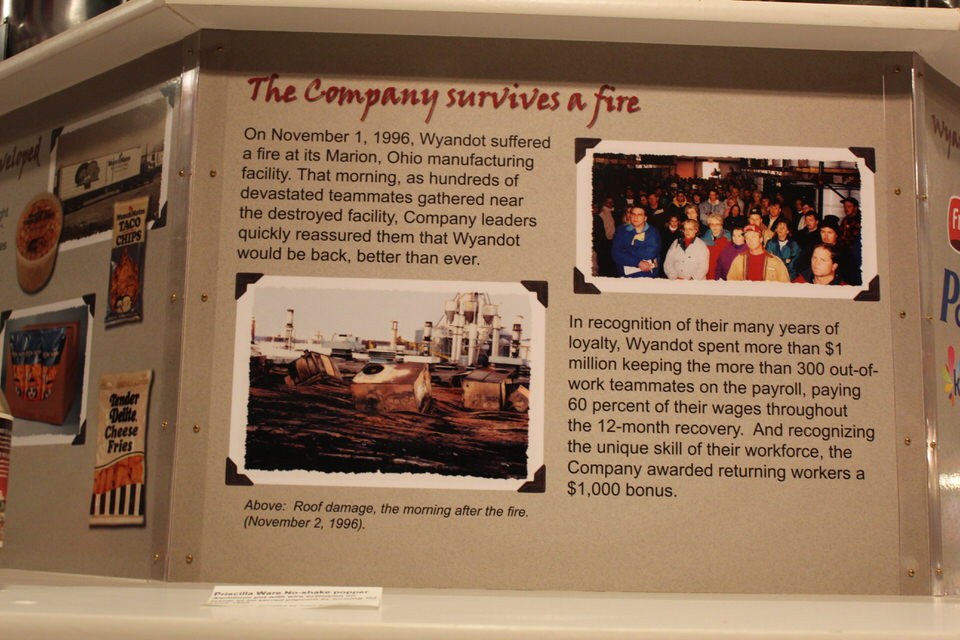 The Company survives a fire
On November 1, 1996, Wyandot suffered
a fire at its Marion, Ohio manufacturing
facility. That morning, as hundreds of
devastated teammates gathered near
the destroyed facility, Company leaders
quickly reassured them that Wyandot
would be back, better than ever.
Above: Roof damage, the morning after the fire.
(November 2, 1996).
In recognition of their many years of
loyalty, Wyandot spent more than $1
million keeping the more than 300 out-of-
work teammates on the payroll, paying
60 percent of their wages throughout
the 12-month recovery. And recognizing
the unique skill of their workforce, the
Company awarded returning workers a
$1,000 bonus.
TACO
CHIPS
Tender
Delite
Cheese
Fries
Priscilla Ware No-shake popper